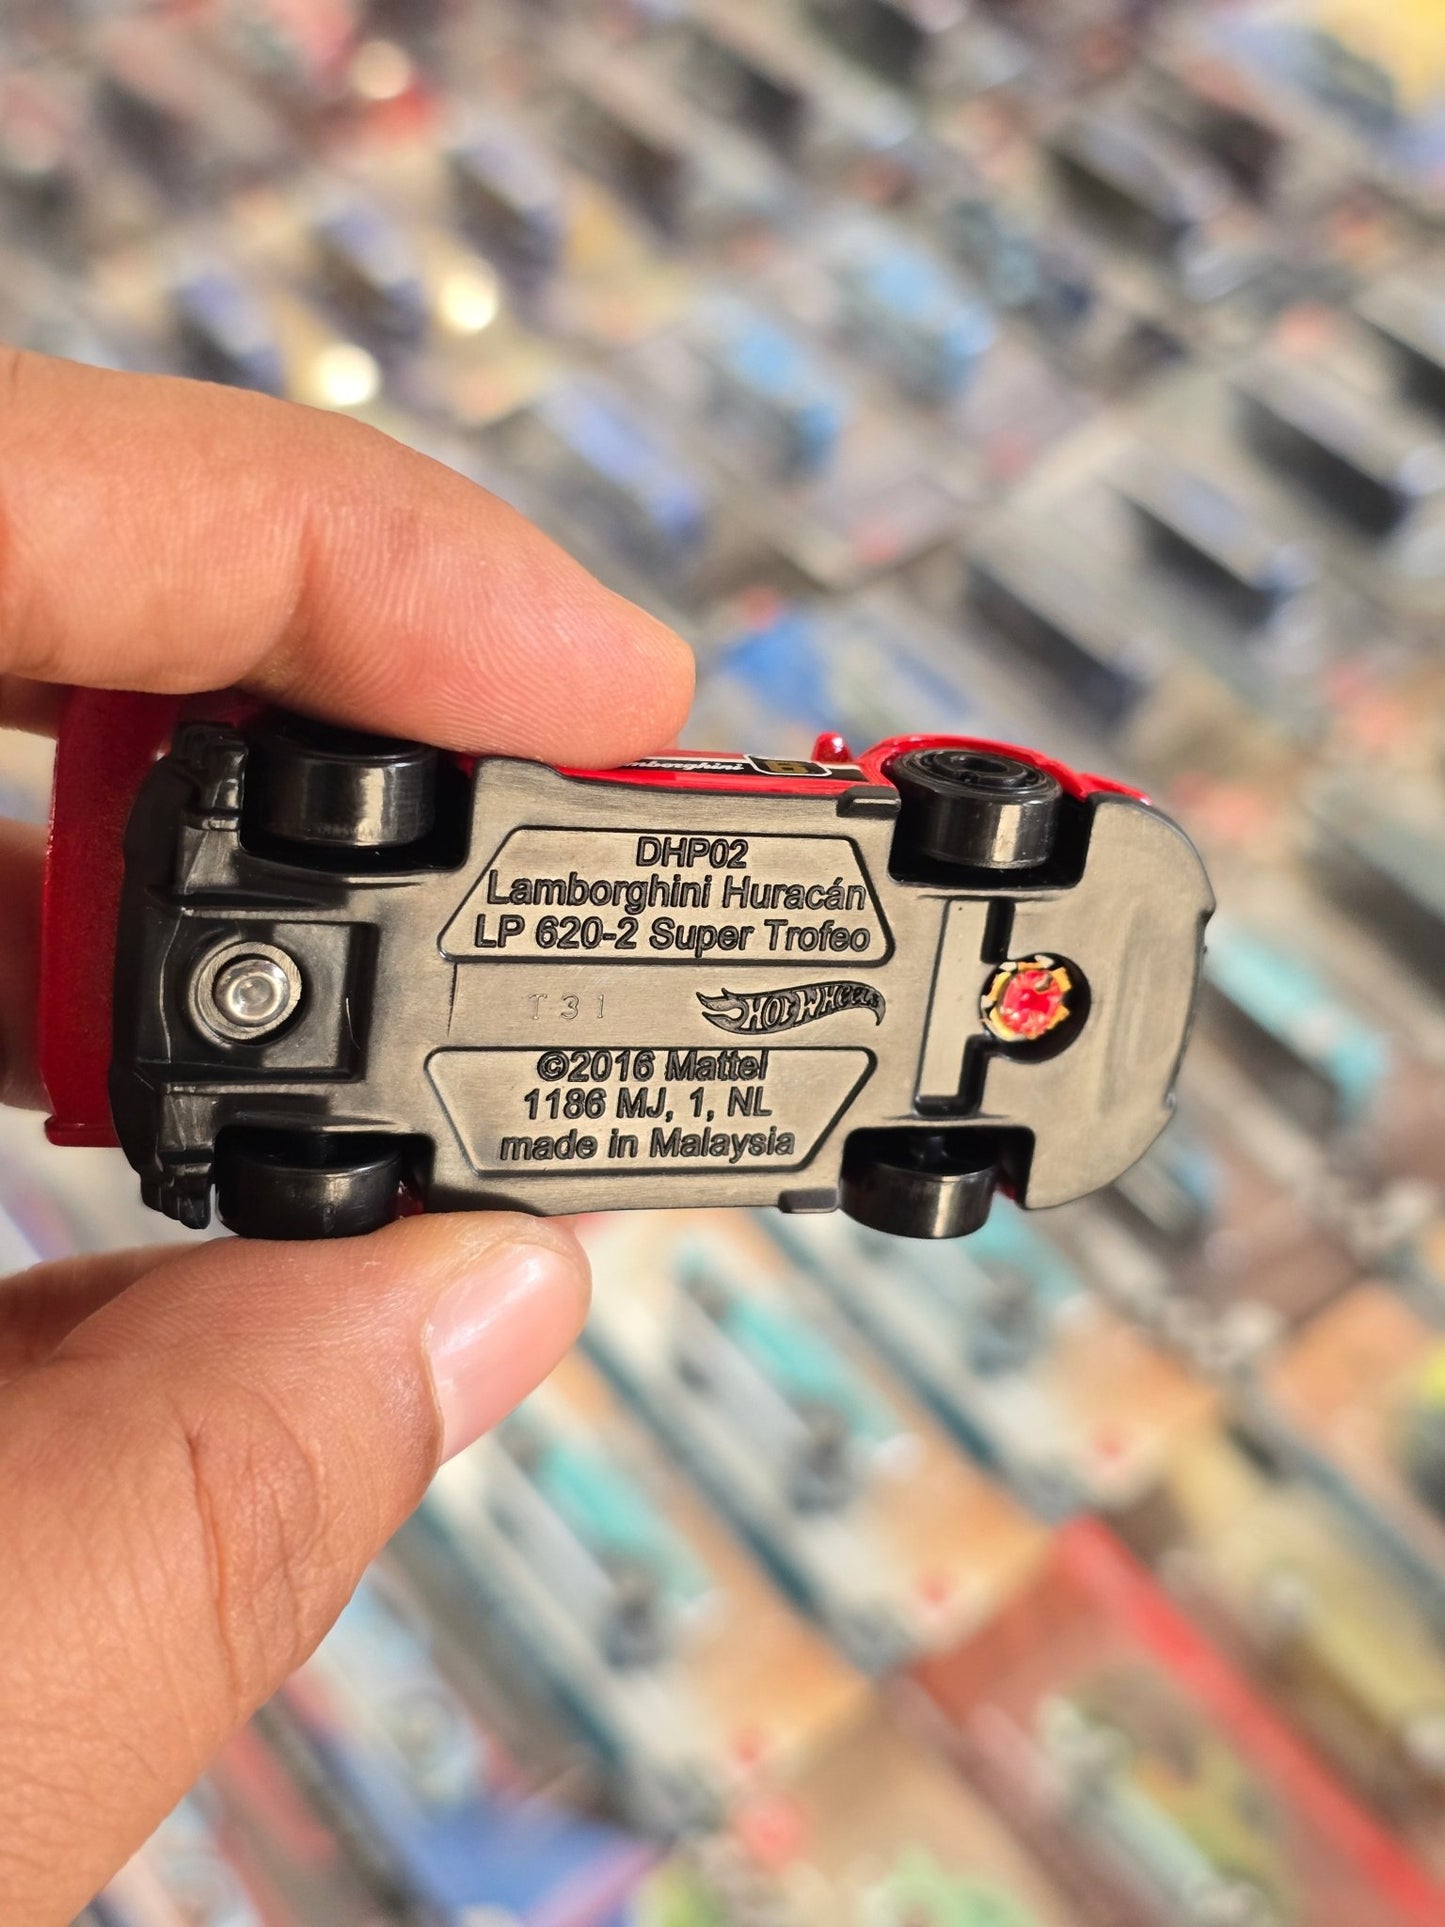 Lamborghini
DHP02
Lamborghini Huracán
LP 620-2 Super Trofeo
T31
HOT WHEELS
©2016 Mattel
1186 MJ, 1, NL
made in Malaysia